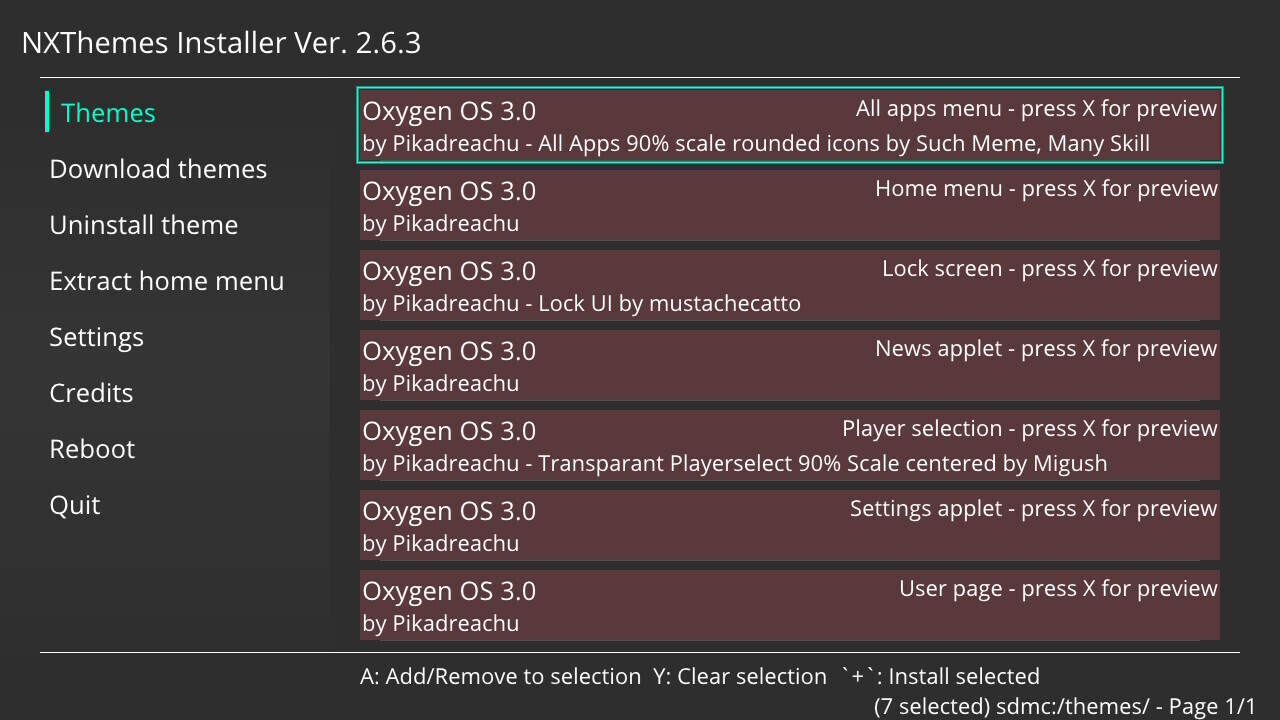 NXThemes Installer Ver. 2.6.3
Themes
Download themes
Uninstall theme
Extract home menu
Settings
Credits
Reboot
Quit
Oxygen OS 3.0 All apps menu - press X for preview
by Pikadreachu - All Apps 90% scale rounded icons by Such Meme, Many Skill
Oxygen OS 3.0 Home menu - press X for preview
by Pikadreachu
Oxygen OS 3.0 Lock screen - press X for preview
by Pikadreachu - Lock UI by mustachecatto
Oxygen OS 3.0 News applet - press X for preview
by Pikadreachu
Oxygen OS 3.0 Player selection - press X for preview
by Pikadreachu - Transparant Playerselect 90% Scale centered by Migush
Oxygen OS 3.0 Settings applet - press X for preview
by Pikadreachu
Oxygen OS 3.0 User page - press X for preview
by Pikadreachu
A: Add/Remove to selection Y: Clear selection `+`: Install selected
(7 selected) sdmc:/themes/ - Page 1/1